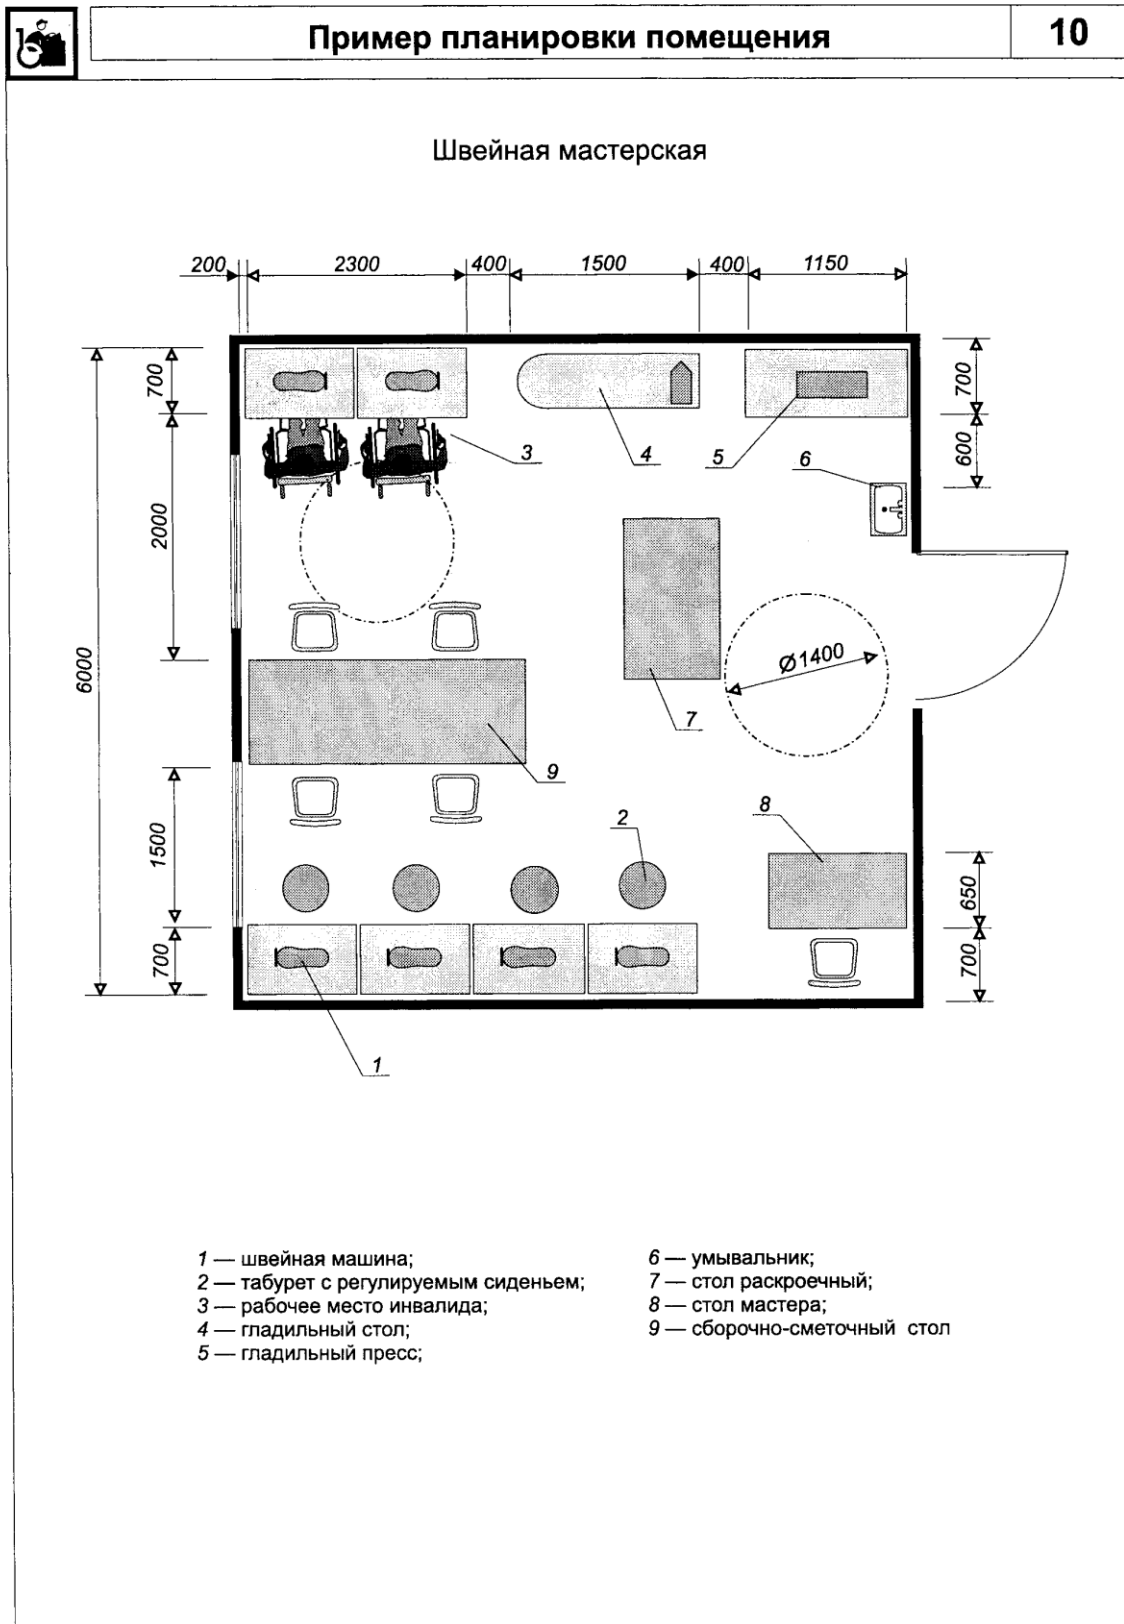 Пример планировки помещения
10
Швейная мастерская
200
2300
400
1500
400
1150
700
2000
6000
1500
700
700
600
650
700
3
4
5
6
Ø1400
7
9
2
8
1
1 — швейная машина;
2 — табурет с регулируемым сиденьем;
3 — рабочее место инвалида;
4 — гладильный стол;
5 — гладильный пресс;
6 — умывальник;
7 — стол раскроечный;
8 — стол мастера;
9 — сборочно-сметочный стол